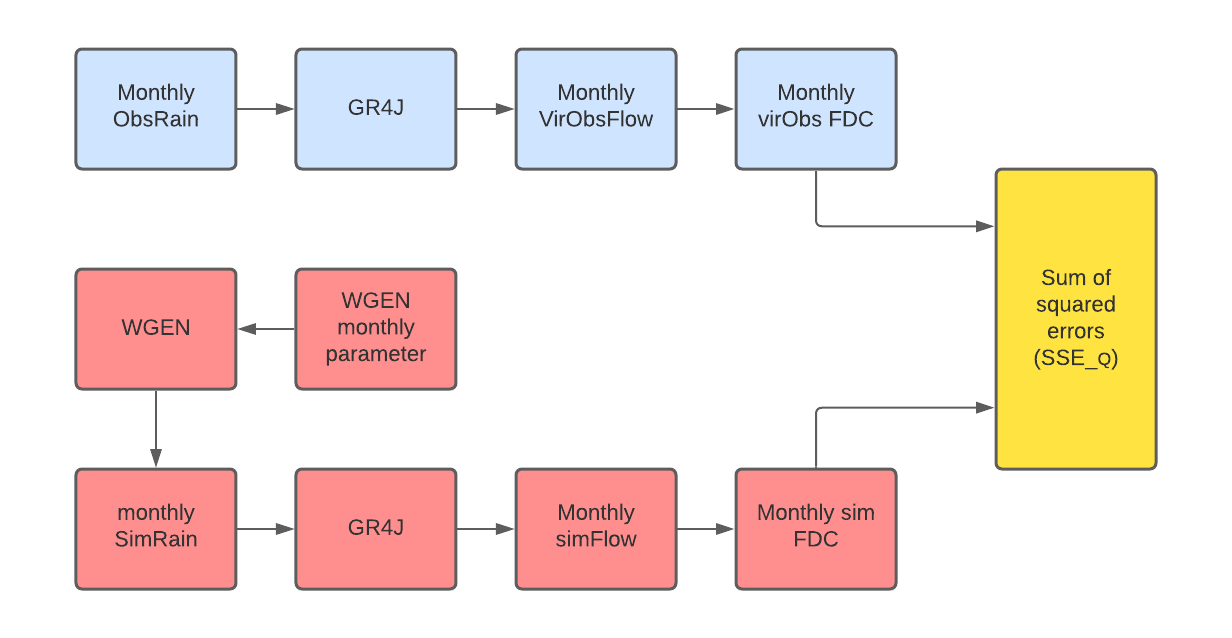 Monthly
ObsRain
GR4J
Monthly
VirObsFlow
Monthly
virObs FDC
WGEN
WGEN
monthly
parameter
Sum of
squared
errors
(SSE_Q)
monthly
SimRain
GR4J
Monthly
simFlow
Monthly sim
FDC